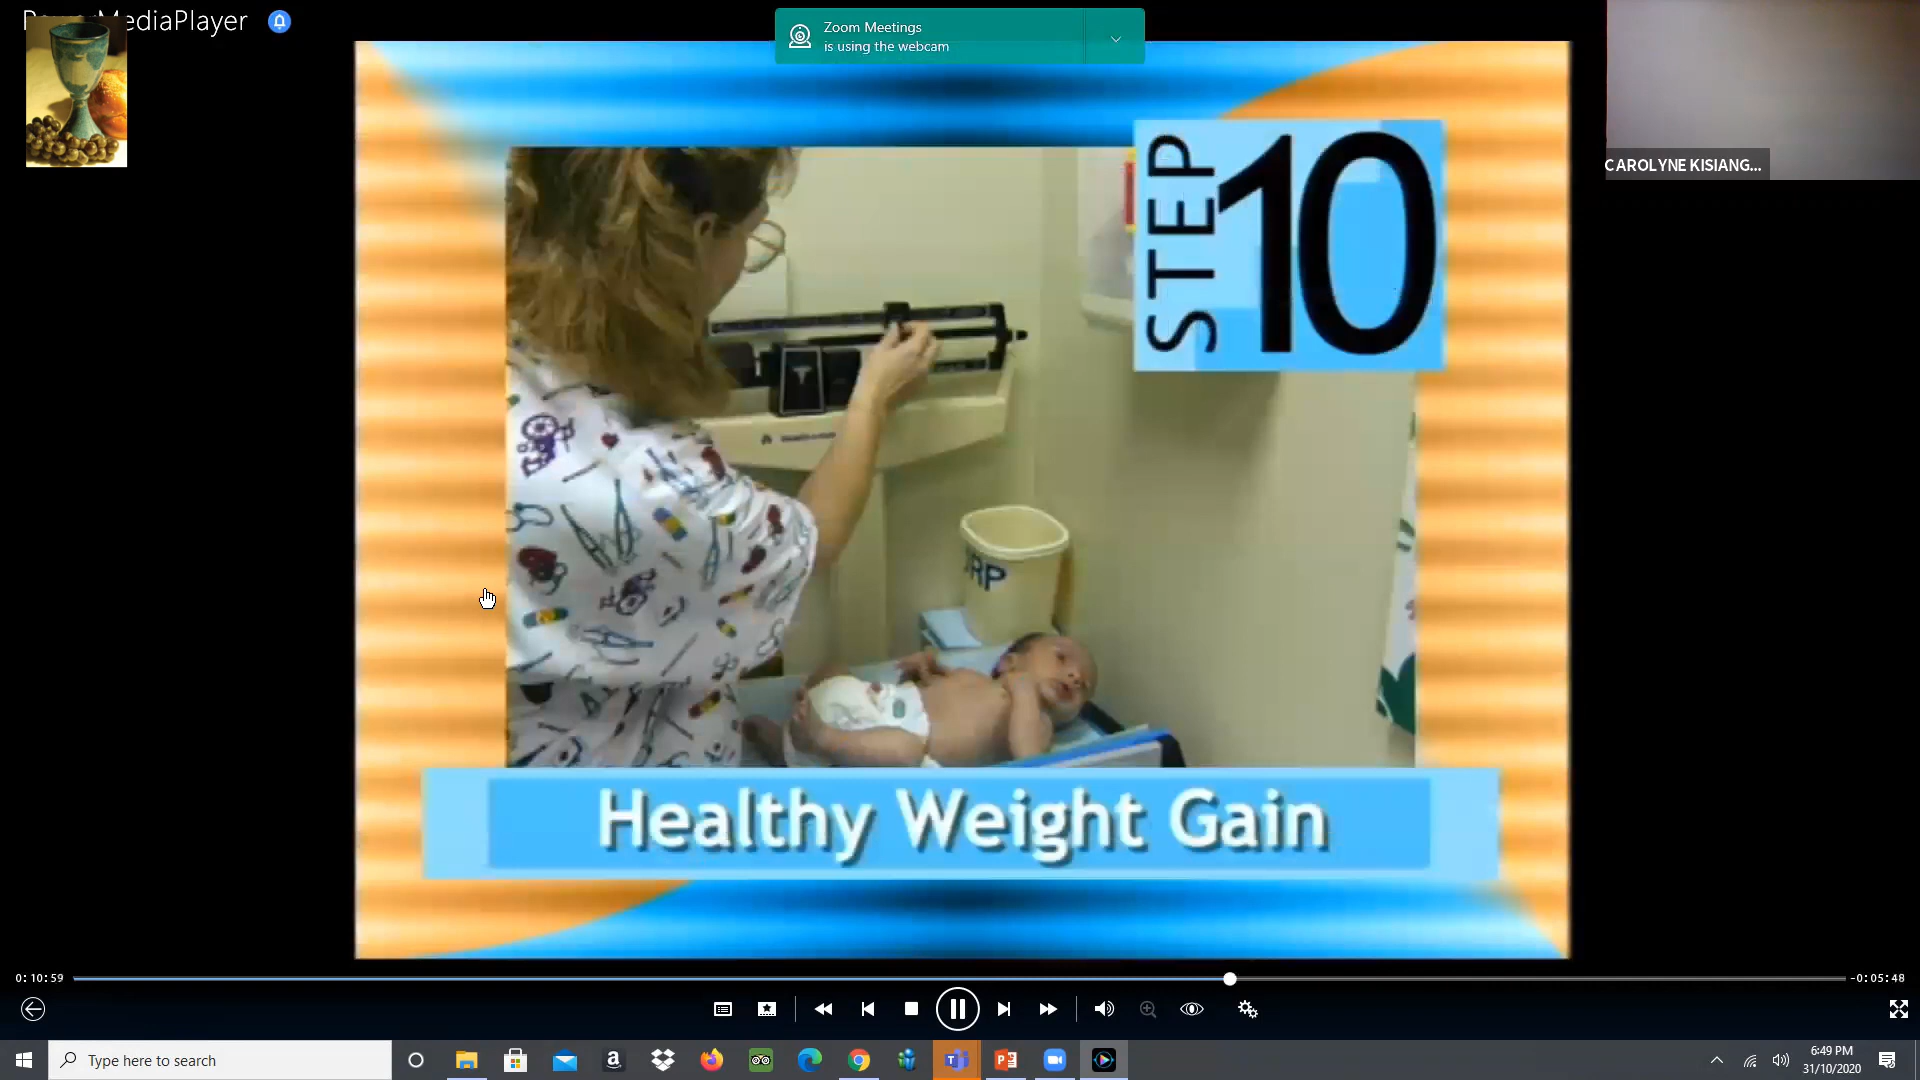 MediaPlayer
Zoom Meetings
is using the webcam
CAROLYNE KISIANG...
STEP
10
Healthy Weight Gain
0:10:59
-0:05:48
Type here to search
6:49 PM
31/10/2020